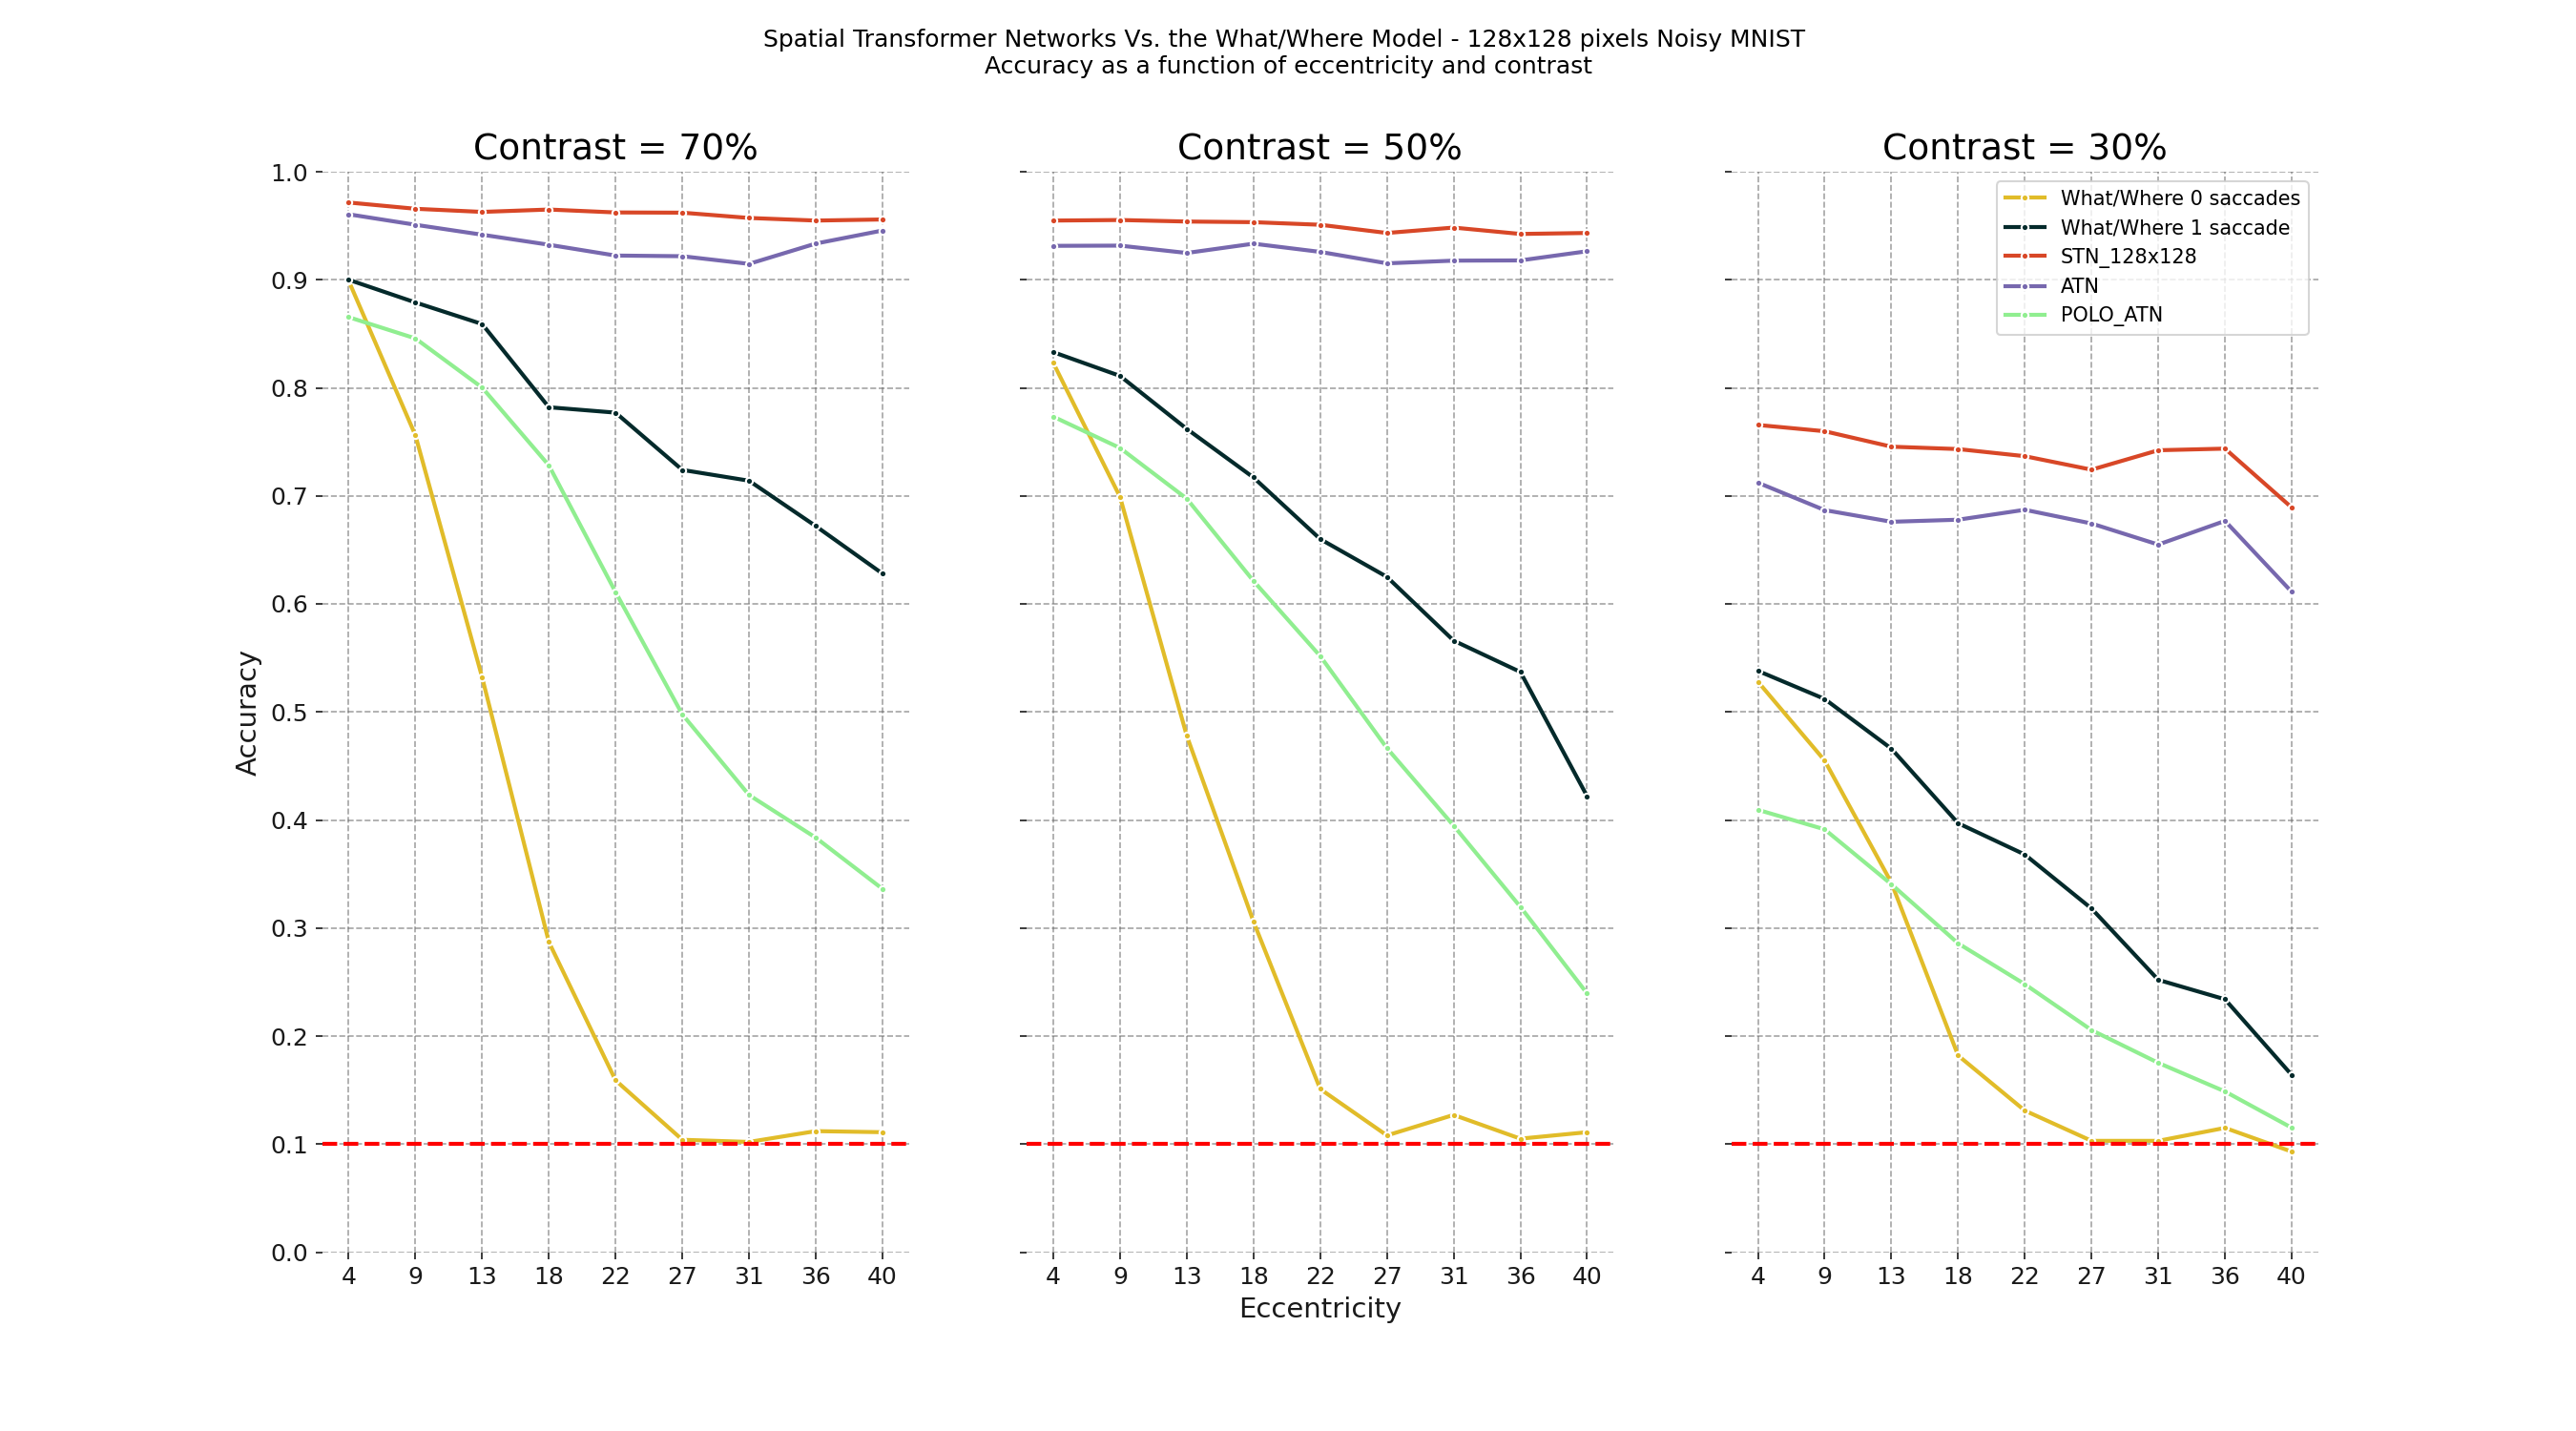 Spatial Transformer Networks Vs. the What/Where Model - 128x128 pixels Noisy MNIST
Accuracy as a function of eccentricity and contrast
Contrast = 70%
Contrast = 50%
Contrast = 30%
1.0
0.9
0.8
0.7
0.6
0.5
0.4
0.3
0.2
0.1
0.0
Accuracy
What/Where 0 saccades
What/Where 1 saccade
STN_128x128
ATN
POLO_ATN
4 9 13 18 22 27 31 36 40
4 9 13 18 22 27 31 36 40
4 9 13 18 22 27 31 36 40
Eccentricity